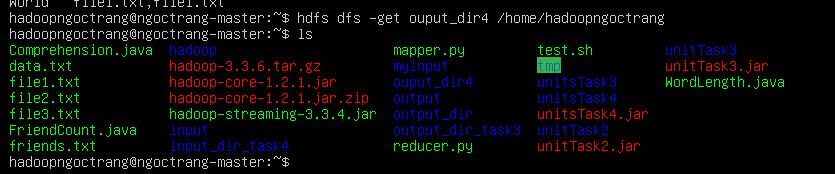 World   file1.txt,file1.txt
hadoopngoctrang@ngoctrang-master:~$ hdfs dfs -get ouput_dir4 /home/hadoopngoctrang
hadoopngoctrang@ngoctrang-master:~$ ls
Comprehension.java  hadoop  mapper.py  test.sh  unitTask3
data.txt  hadoop-3.3.6.tar.gz  myinput  tmp  unitTask3.jar
file1.txt  hadoop-core-1.2.1.jar  ouput_dir4  unitsTask3  WordLength.java
file2.txt  hadoop-core-1.2.1.jar.zip  output  unitsTask4
file3.txt  hadoop-streaming-3.3.4.jar  output_dir  unitsTask4.jar
FriendCount.java  input  output_dir_task3  unitTask2
friends.txt  input_dir_task4  reducer.py  unitTask2.jar
hadoopngoctrang@ngoctrang-master:~$